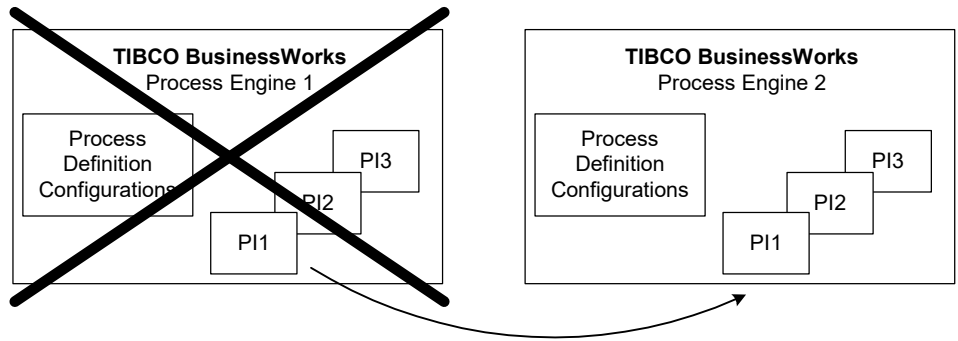 TIBCO BusinessWorks
Process Engine 1
Process
Definition
Configurations
PI3
PI2
PI1
TIBCO BusinessWorks
Process Engine 2
Process
Definition
Configurations
PI3
PI2
PI1